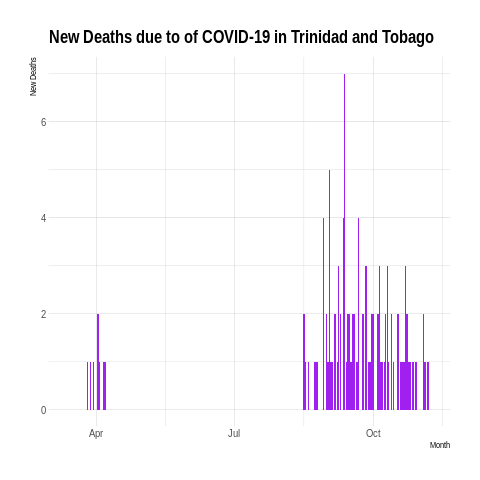 New Deaths due to of COVID-19 in Trinidad and Tobago
New Deaths
6
4
2
0
Apr Jul Oct
Month